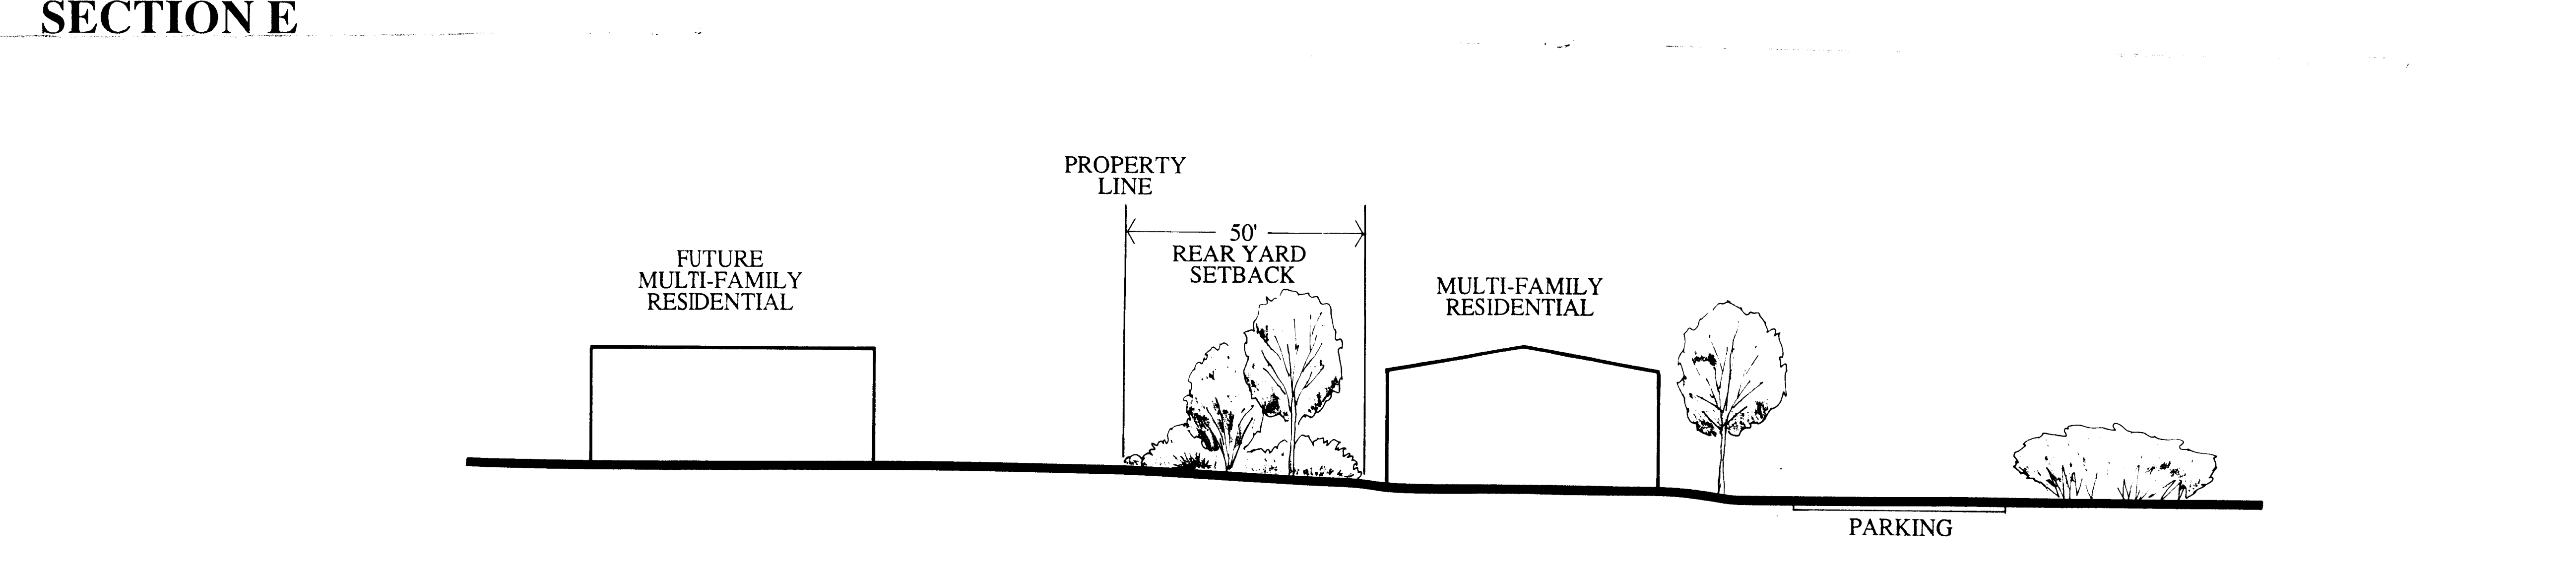 SECTION E
PROPERTY
LINE
50'
REAR YARD
SETBACK
FUTURE
MULTI-FAMILY
RESIDENTIAL
MULTI-FAMILY
RESIDENTIAL
PARKING